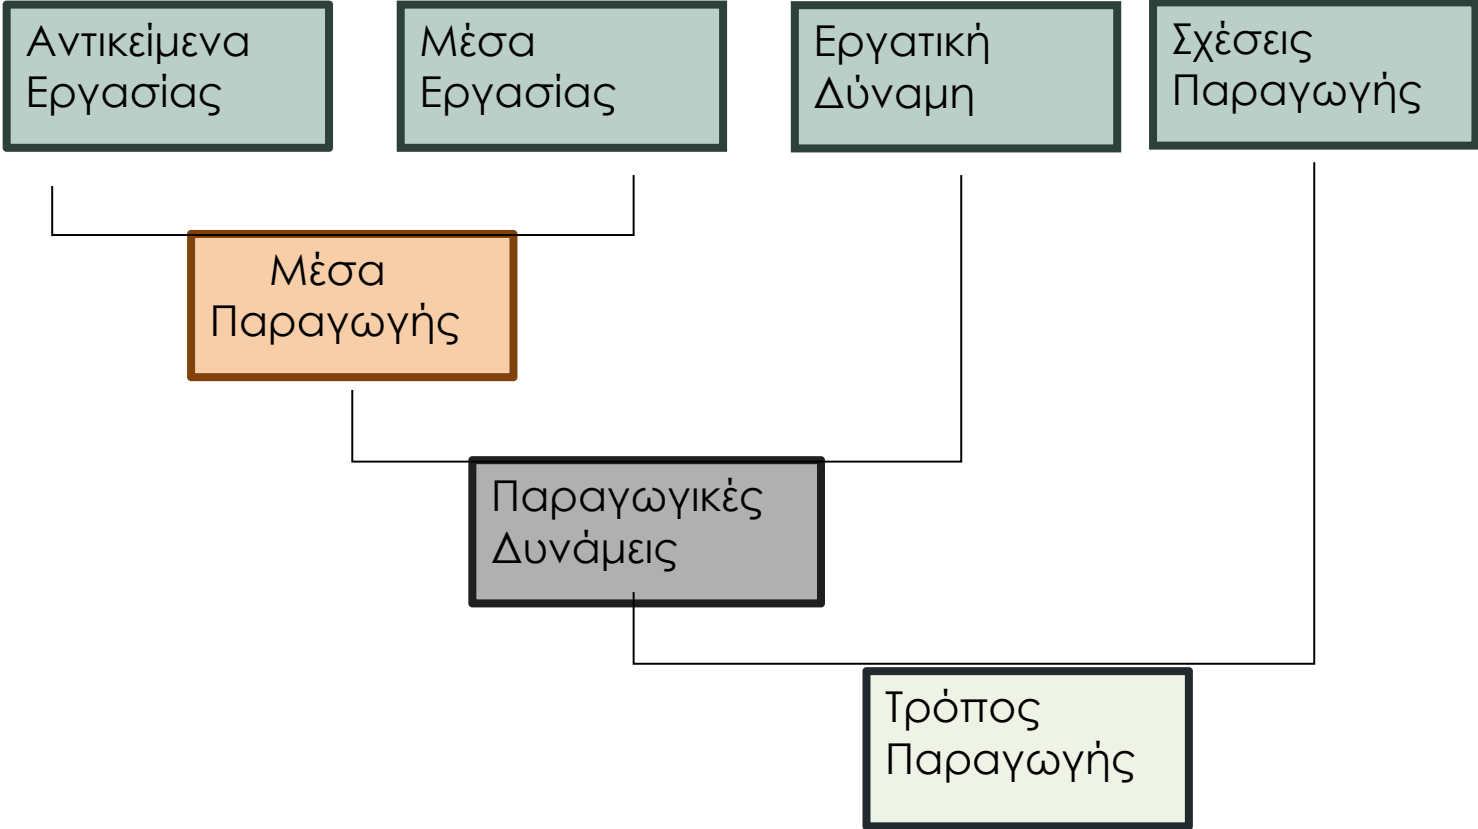 Αντικείμενα
Εργασίας
Μέσα
Εργασίας
Εργατική
Δύναμη
Σχέσεις
Παραγωγής
Μέσα
Παραγωγής
Παραγωγικές
Δυνάμεις
Τρόπος
Παραγωγής